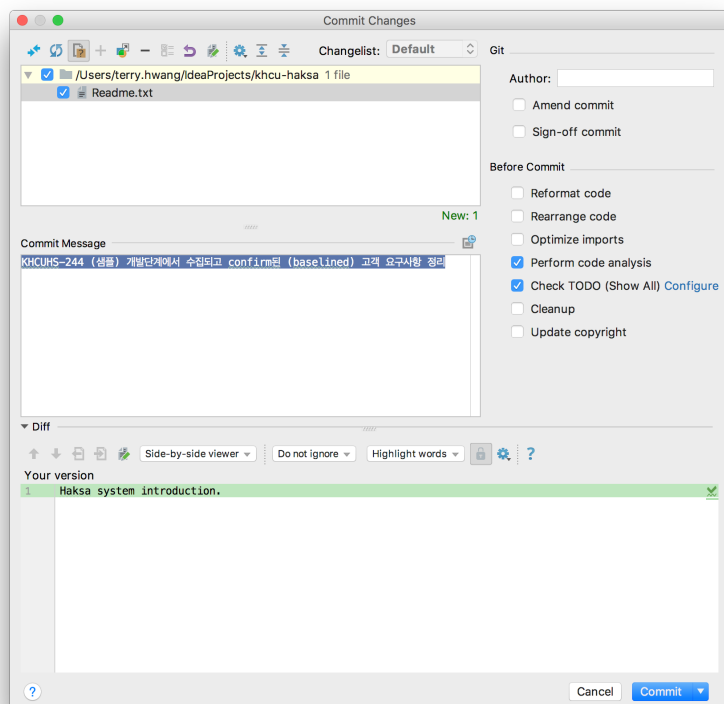 Commit Changes
Changelist: Default
Git
/Users/terry.hwang/IdeaProjects/khcu-haksa 1 file
Readme.txt
Author:
Amend commit
Sign-off commit
Before Commit
Reformat code
New: 1
Rearrange code
Commit Message
Optimize imports
KHCUHS-244 (샘플) 개발단계에서 수집되고 confirm된 (baselined) 고객 요구사항 정리
Perform code analysis
Check TODO (Show All) Configure
Cleanup
Update copyright
Diff
Side-by-side viewer
Do not ignore
Highlight words
?
Your version
1 Haksa system introduction.
?
Cancel
Commit